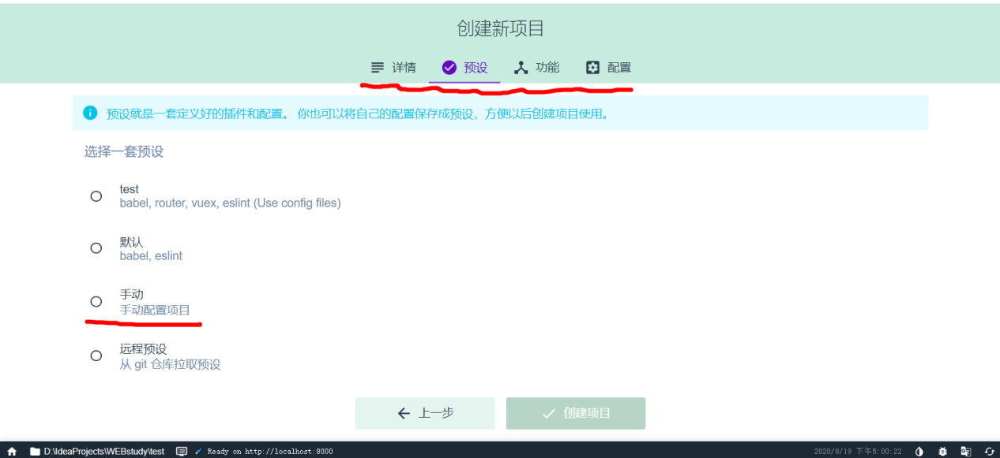 创建新项目
详情 预设 功能 配置
预设就是一套定义好的插件和配置。 你也可以将自己的配置保存成预设，方便以后创建项目使用。
选择一套预设
test
babel, router, vuex, eslint (Use config files)
默认
babel, eslint
手动
手动配置项目
远程预设
从 git 仓库拉取预设
上一步 创建项目
D:\IdeaProjects\WEBstudy\test Ready on http://localhost:8000 2020/8/19 下午5:00:22